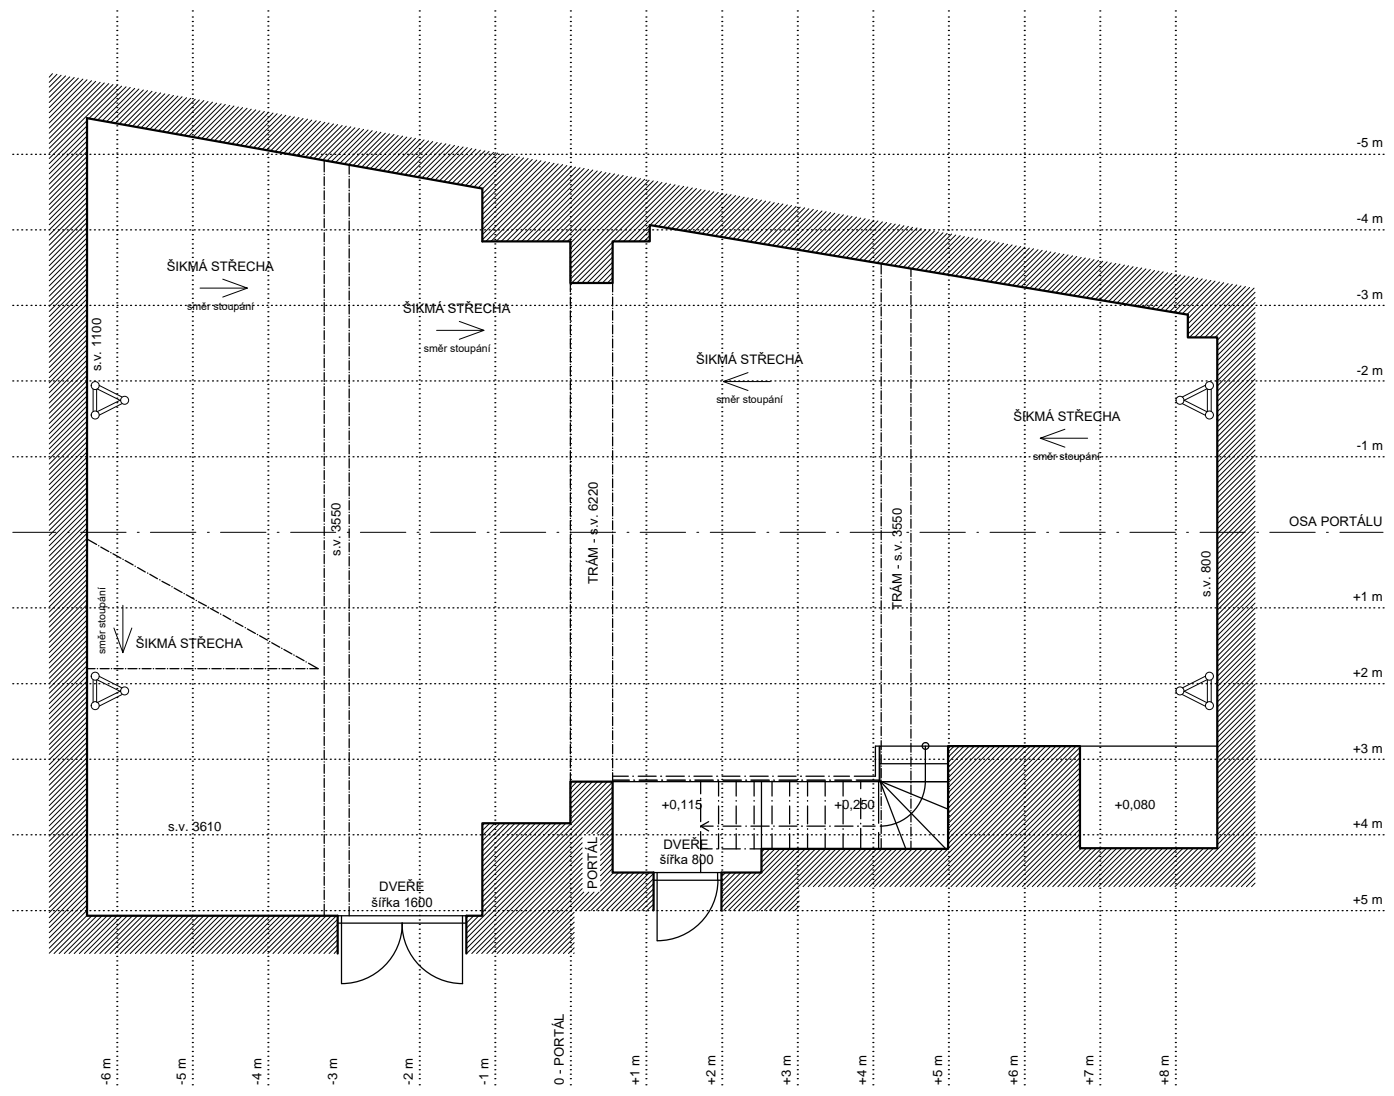 -5 m
-4 m
-3 m
-2 m
-1 m
OSA PORTÁLU
+1 m
+2 m
+3 m
+4 m
+5 m
ŠIKMÁ STŘECHA
směr stoupání
ŠIKMÁ STŘECHA
směr stoupání
ŠIKMÁ STŘECHA
směr stoupání
ŠIKMÁ STŘECHA
směr stoupání
s.v. 1100
s.v. 3550
TRÁM - s.v. 6220
TRÁM - s.v. 3550
s.v. 800
směr stoupání
ŠIKMÁ STŘECHA
s.v. 3610
+0,115
+0,250
+0,080
DVEŘE
šířka 800
PORTÁL
DVEŘE
šířka 1600
-6 m
-5 m
-4 m
-3 m
-2 m
-1 m
0 - PORTÁL
+1 m
+2 m
+3 m
+4 m
+5 m
+6 m
+7 m
+8 m